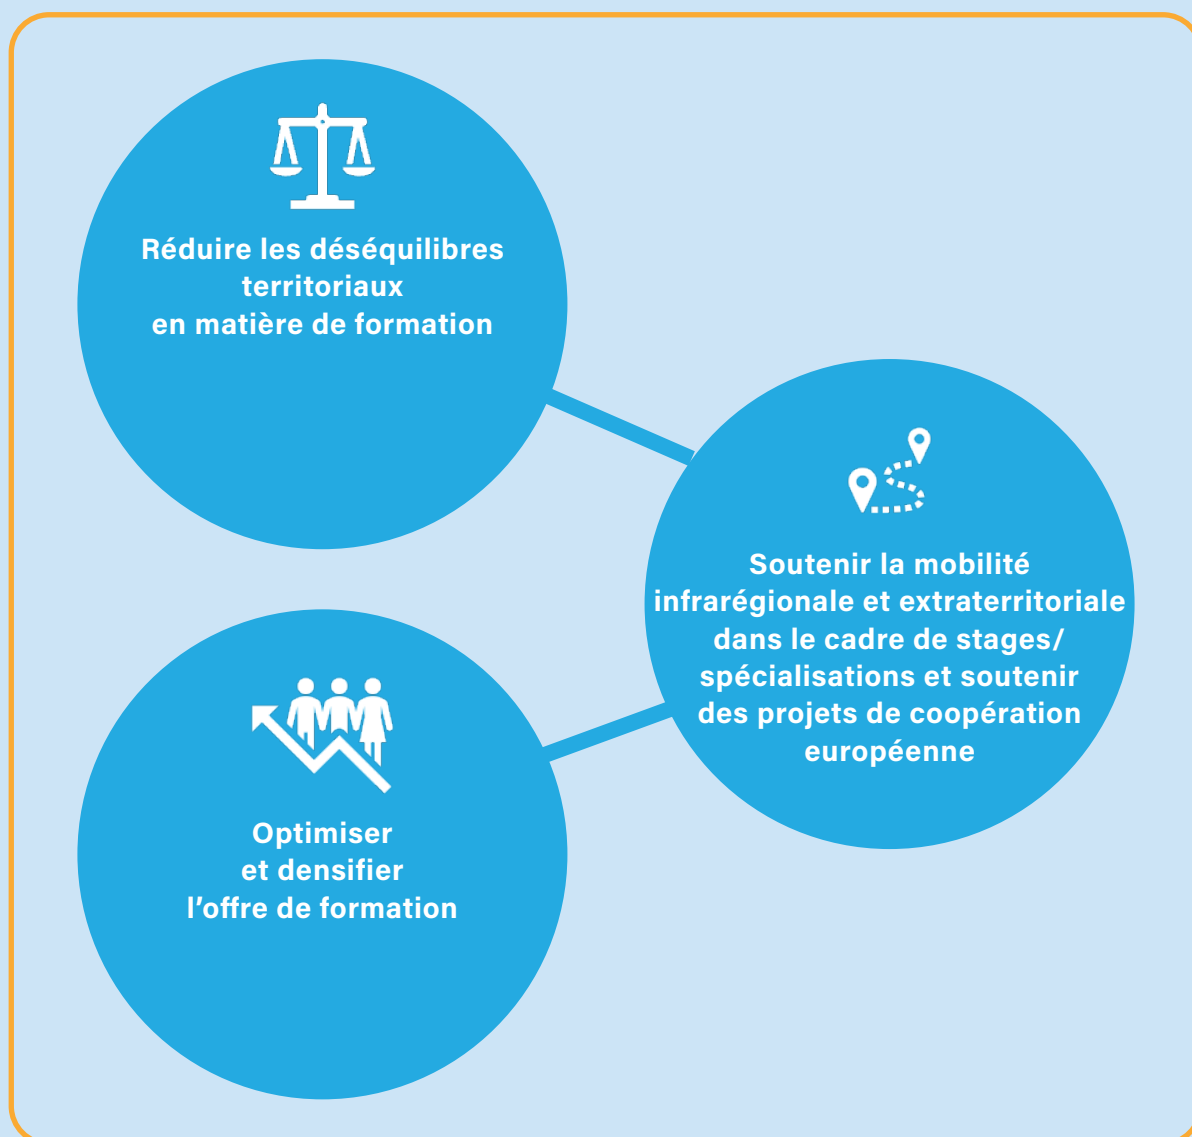 Réduire les déséquilibres
territoriaux
en matière de formation
Soutenir la mobilité
infrarégionale et extraterritoriale
dans le cadre de stages/
spécialisations et soutenir
des projets de coopération
européenne
Optimiser
et densifier
l'offre de formation